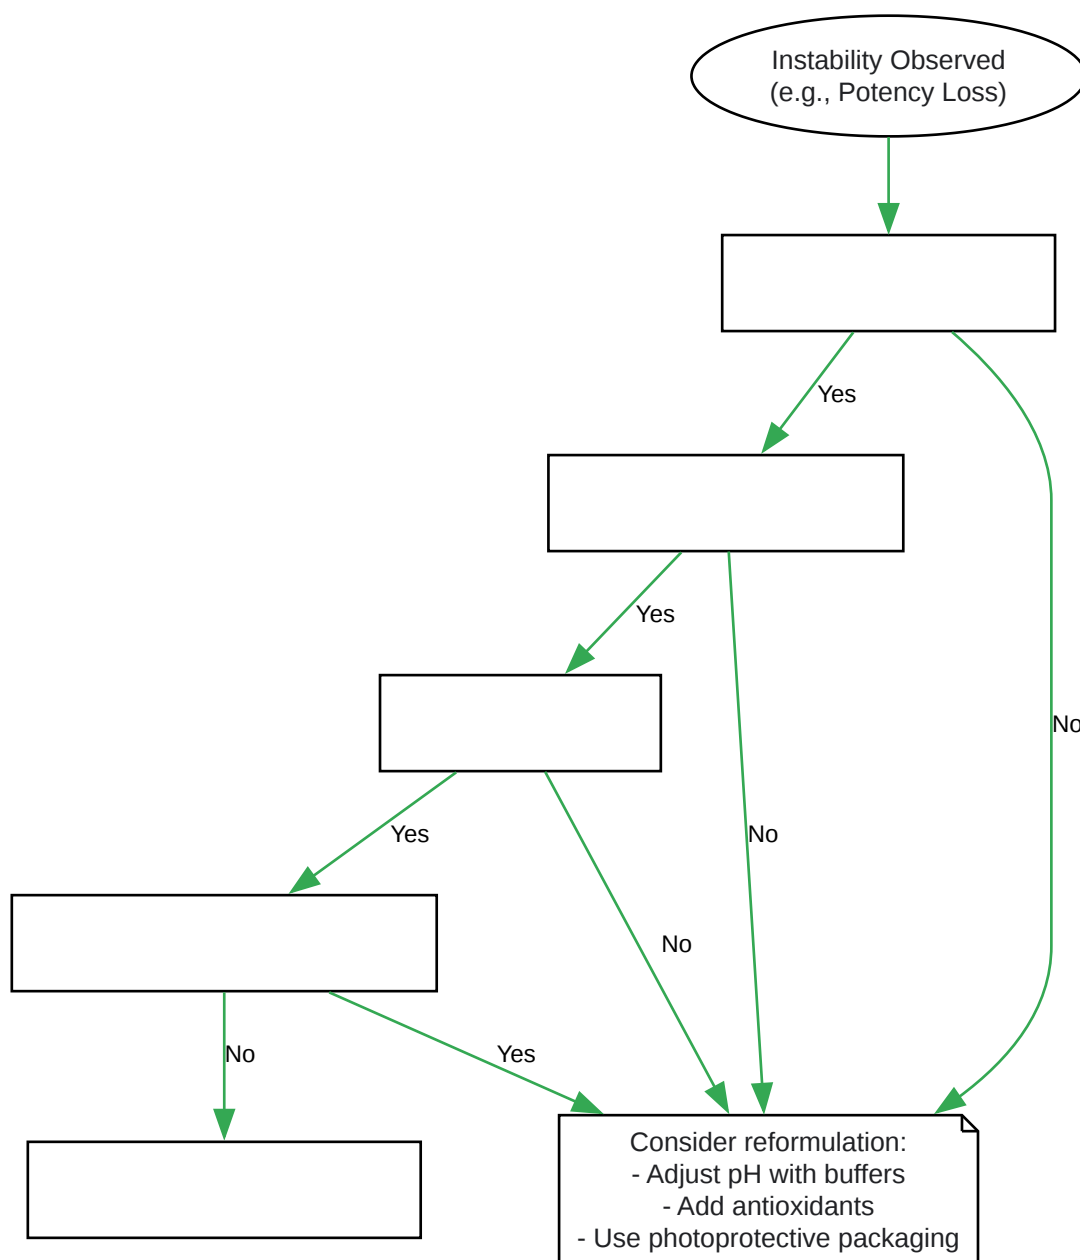 Instability Observed
(e.g., Potency Loss)
Yes
Yes
No
Yes
No
No
No
Yes
Consider reformulation:
- Adjust pH with buffers
- Add antioxidants
- Use photoprotective packaging